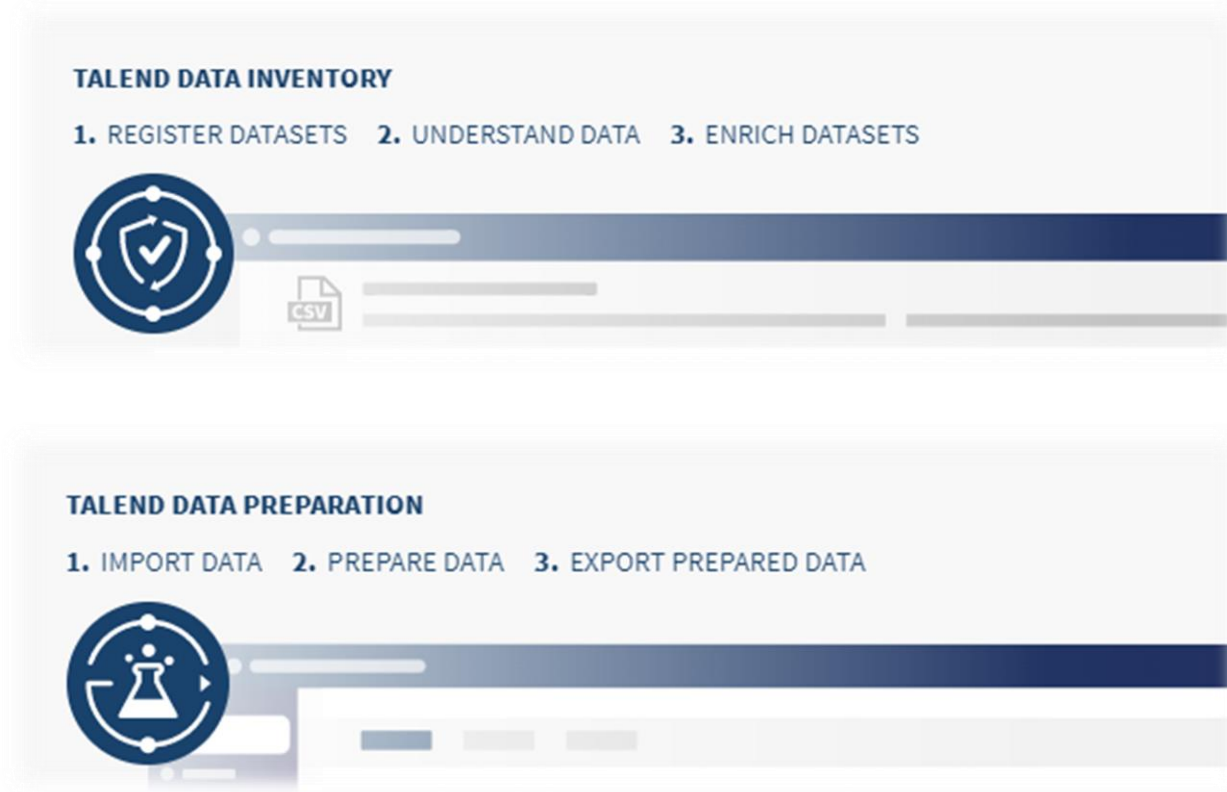 TALEND DATA INVENTORY
1. REGISTER DATASETS 2. UNDERSTAND DATA 3. ENRICH DATASETS
CSV
TALEND DATA PREPARATION
1. IMPORT DATA 2. PREPARE DATA 3. EXPORT PREPARED DATA